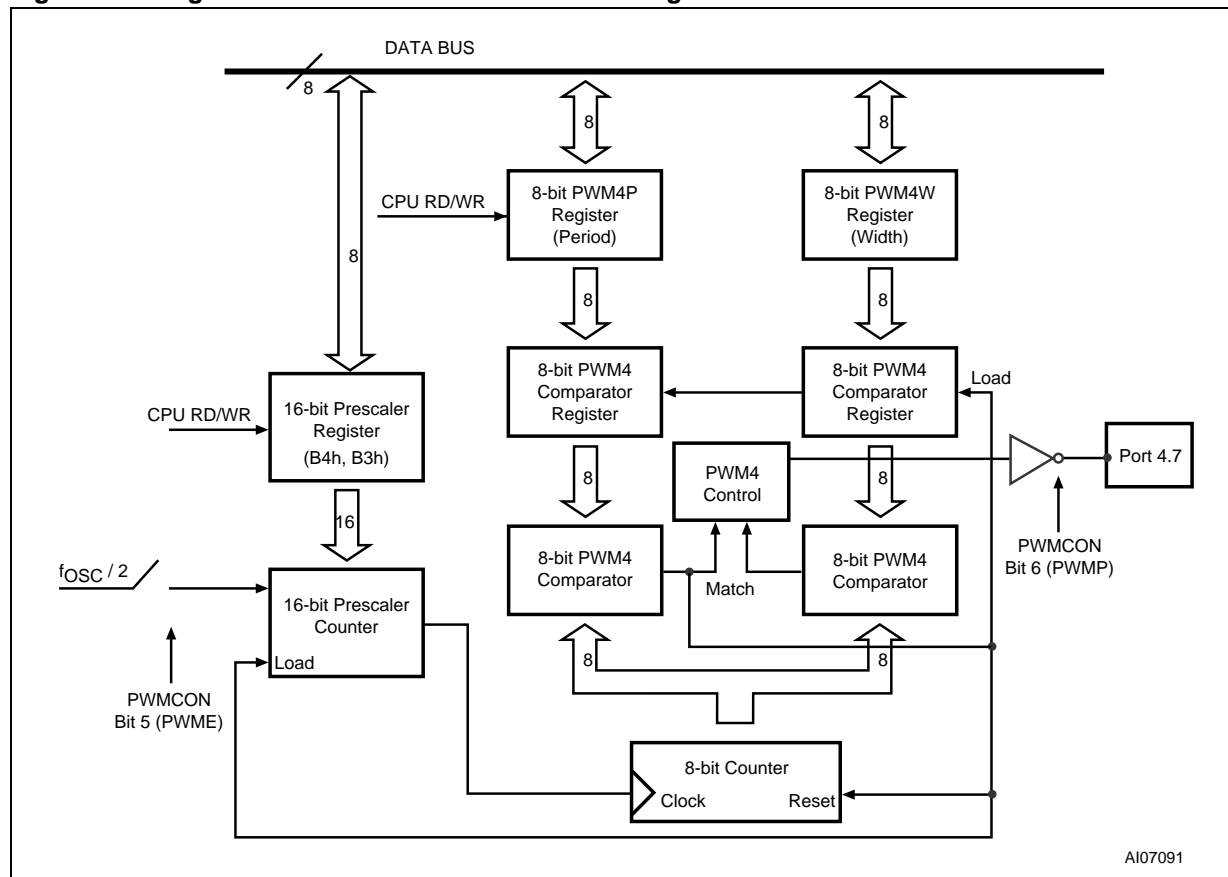 DATA BUS
8
8
8
8-bit PWM4P
Register
(Period)
8-bit PWM4W
Register
(Width)
CPU RD/WR
8
8
8
8-bit PWM4
Comparator
Register
8-bit PWM4
Comparator
Register
Load
CPU RD/WR
16-bit Prescaler
Register
(B4h, B3h)
PWM4
Control
Port 4.7
8
8
16
8-bit PWM4
Comparator
Match
8-bit PWM4
Comparator
PWMCON
Bit 6 (PWMP)
fOSC / 2
16-bit Prescaler
Counter
Load
8
8
PWMCON
Bit 5 (PWME)
8-bit Counter
Clock
Reset
AI07091